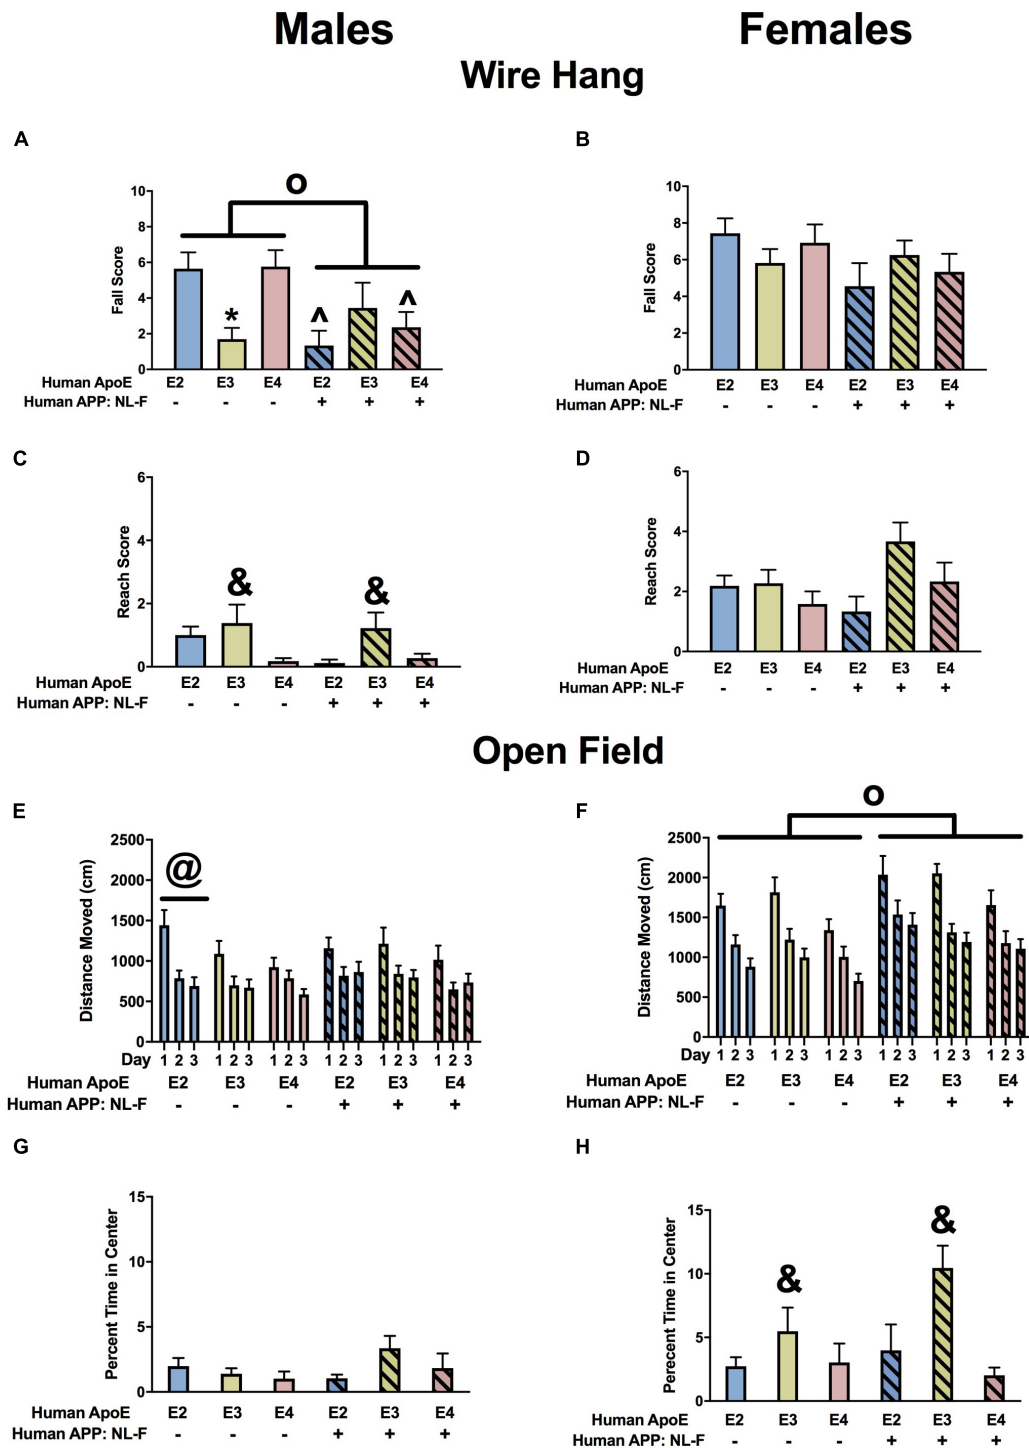 Males Females
Wire Hang
A B
O
10
8
6
4
2
0
Fall Score
* ^ ^
Human ApoE E2 E3 E4 E2 E3 E4
Human APP: NL-F - - - + + +
10
8
6
4
2
0
Fall Score
Human ApoE E2 E3 E4 E2 E3 E4
Human APP: NL-F - - - + + +
C D
6
4
2
0
Reach Score
& &
Human ApoE E2 E3 E4 E2 E3 E4
Human APP: NL-F - - - + + +
6
4
2
0
Reach Score
Human ApoE E2 E3 E4 E2 E3 E4
Human APP: NL-F - - - + + +
Open Field
E F
2500
2000
1500
1000
500
0
Distance Moved (cm)
@
Day 1 2 3 1 2 3 1 2 3 1 2 3 1 2 3 1 2 3
Human ApoE E2 E3 E4 E2 E3 E4
Human APP: NL-F - - - + + +
O
2500
2000
1500
1000
500
0
Distance Moved (cm)
Day 1 2 3 1 2 3 1 2 3 1 2 3 1 2 3 1 2 3
Human ApoE E2 E3 E4 E2 E3 E4
Human APP: NL-F - - - + + +
G H
15
10
5
0
Percent Time in Center
Human ApoE E2 E3 E4 E2 E3 E4
Human APP: NL-F - - - + + +
15
10
5
0
Perecent Time in Center
& &
Human ApoE E2 E3 E4 E2 E3 E4
Human APP: NL-F - - - + + +